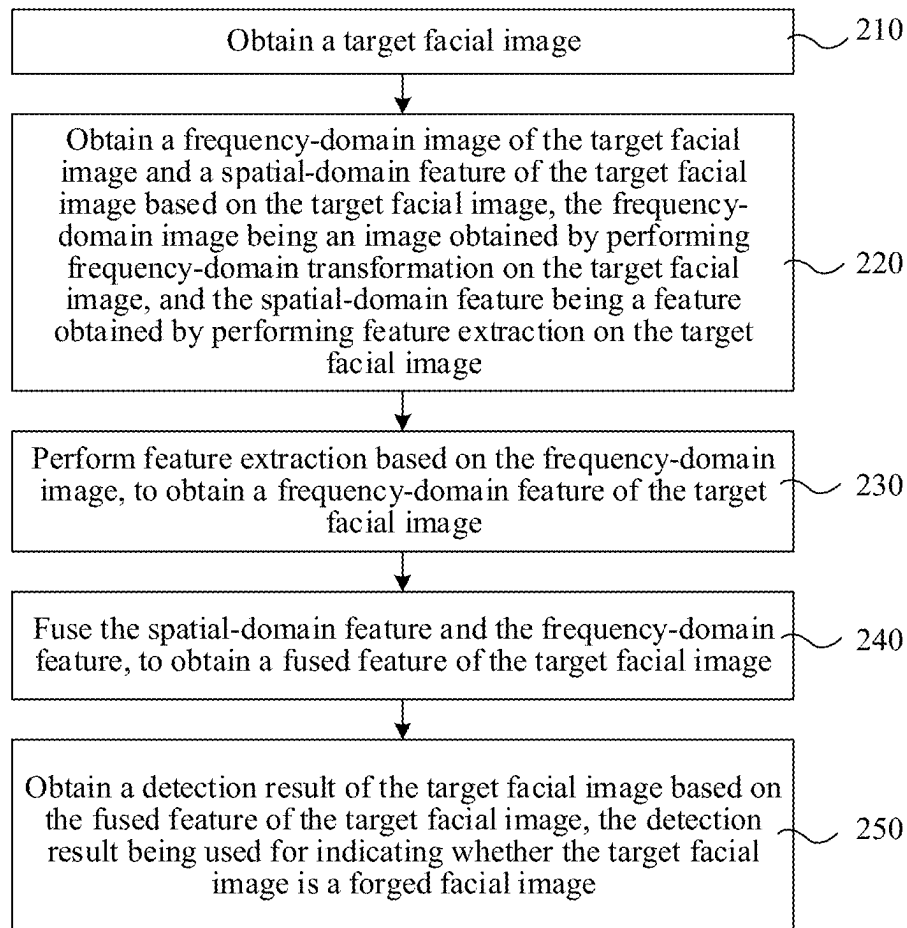 Obtain a target facial image
210
Obtain a frequency-domain image of the target facial
image and a spatial-domain feature of the target facial
image based on the target facial image, the frequency-
domain image being an image obtained by performing
frequency-domain transformation on the target facial
image, and the spatial-domain feature being a feature
obtained by performing feature extraction on the target
facial image
220
Perform feature extraction based on the frequency-domain
image, to obtain a frequency-domain feature of the target
facial image
230
Fuse the spatial-domain feature and the frequency-domain
feature, to obtain a fused feature of the target facial image
240
Obtain a detection result of the target facial image based on
the fused feature of the target facial image, the detection
result being used for indicating whether the target facial
image is a forged facial image
250